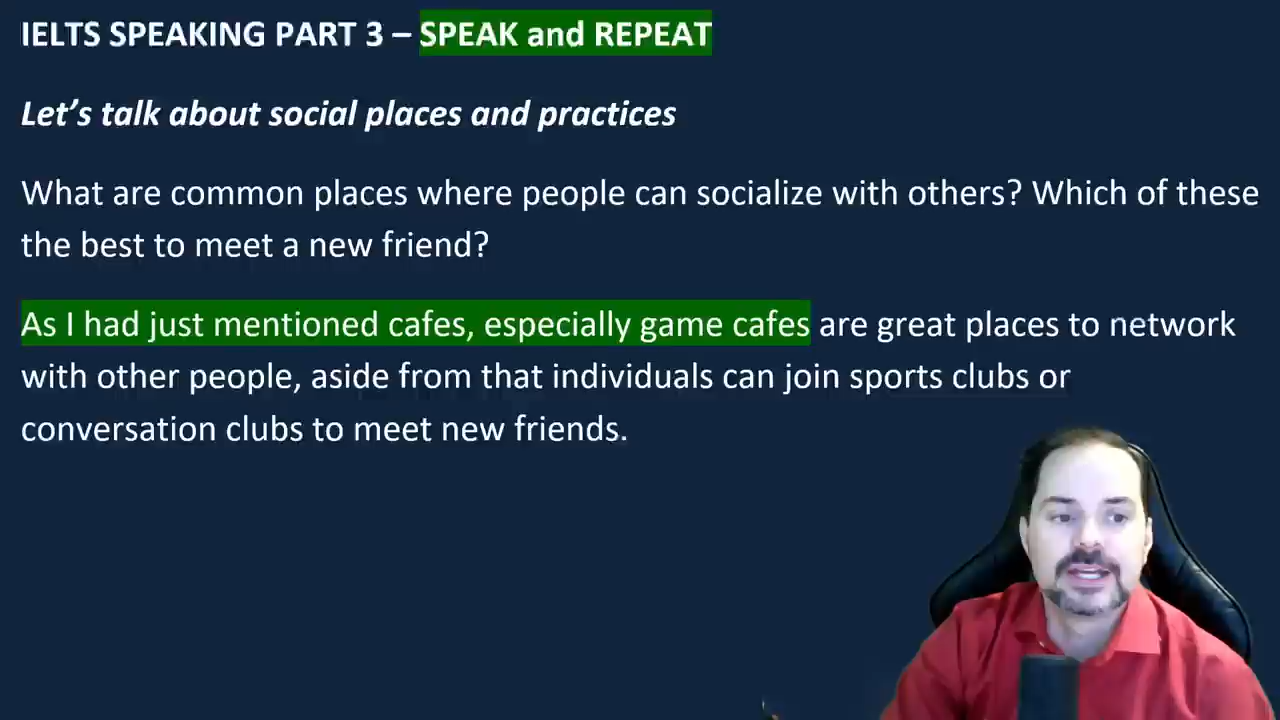 IELTS SPEAKING PART 3 – SPEAK and REPEAT
Let’s talk about social places and practices
What are common places where people can socialize with others? Which of these
the best to meet a new friend?
As I had just mentioned cafes, especially game cafes are great places to network
with other people, aside from that individuals can join sports clubs or
conversation clubs to meet new friends.